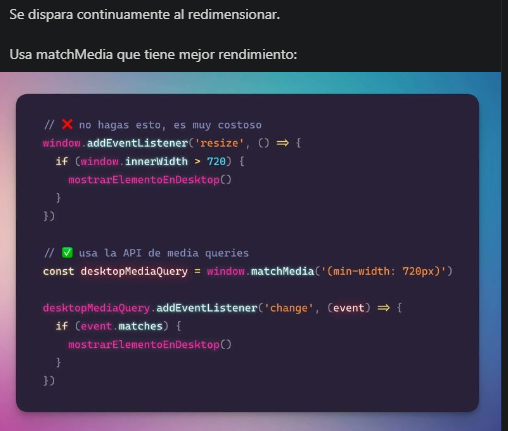 Se dispara continuamente al redimensionar.
Usa matchMedia que tiene mejor rendimiento:
// ❌ no hagas esto, es muy costoso
window.addEventListener('resize', () => {
  if (window.innerWidth > 720) {
    mostrarElementoEnDesktop()
  }
})
// ✅ usa la API de media queries
const desktopMediaQuery = window.matchMedia('(min-width: 720px)')
desktopMediaQuery.addEventListener('change', (event) => {
  if (event.matches) {
    mostrarElementoEnDesktop()
  }
})